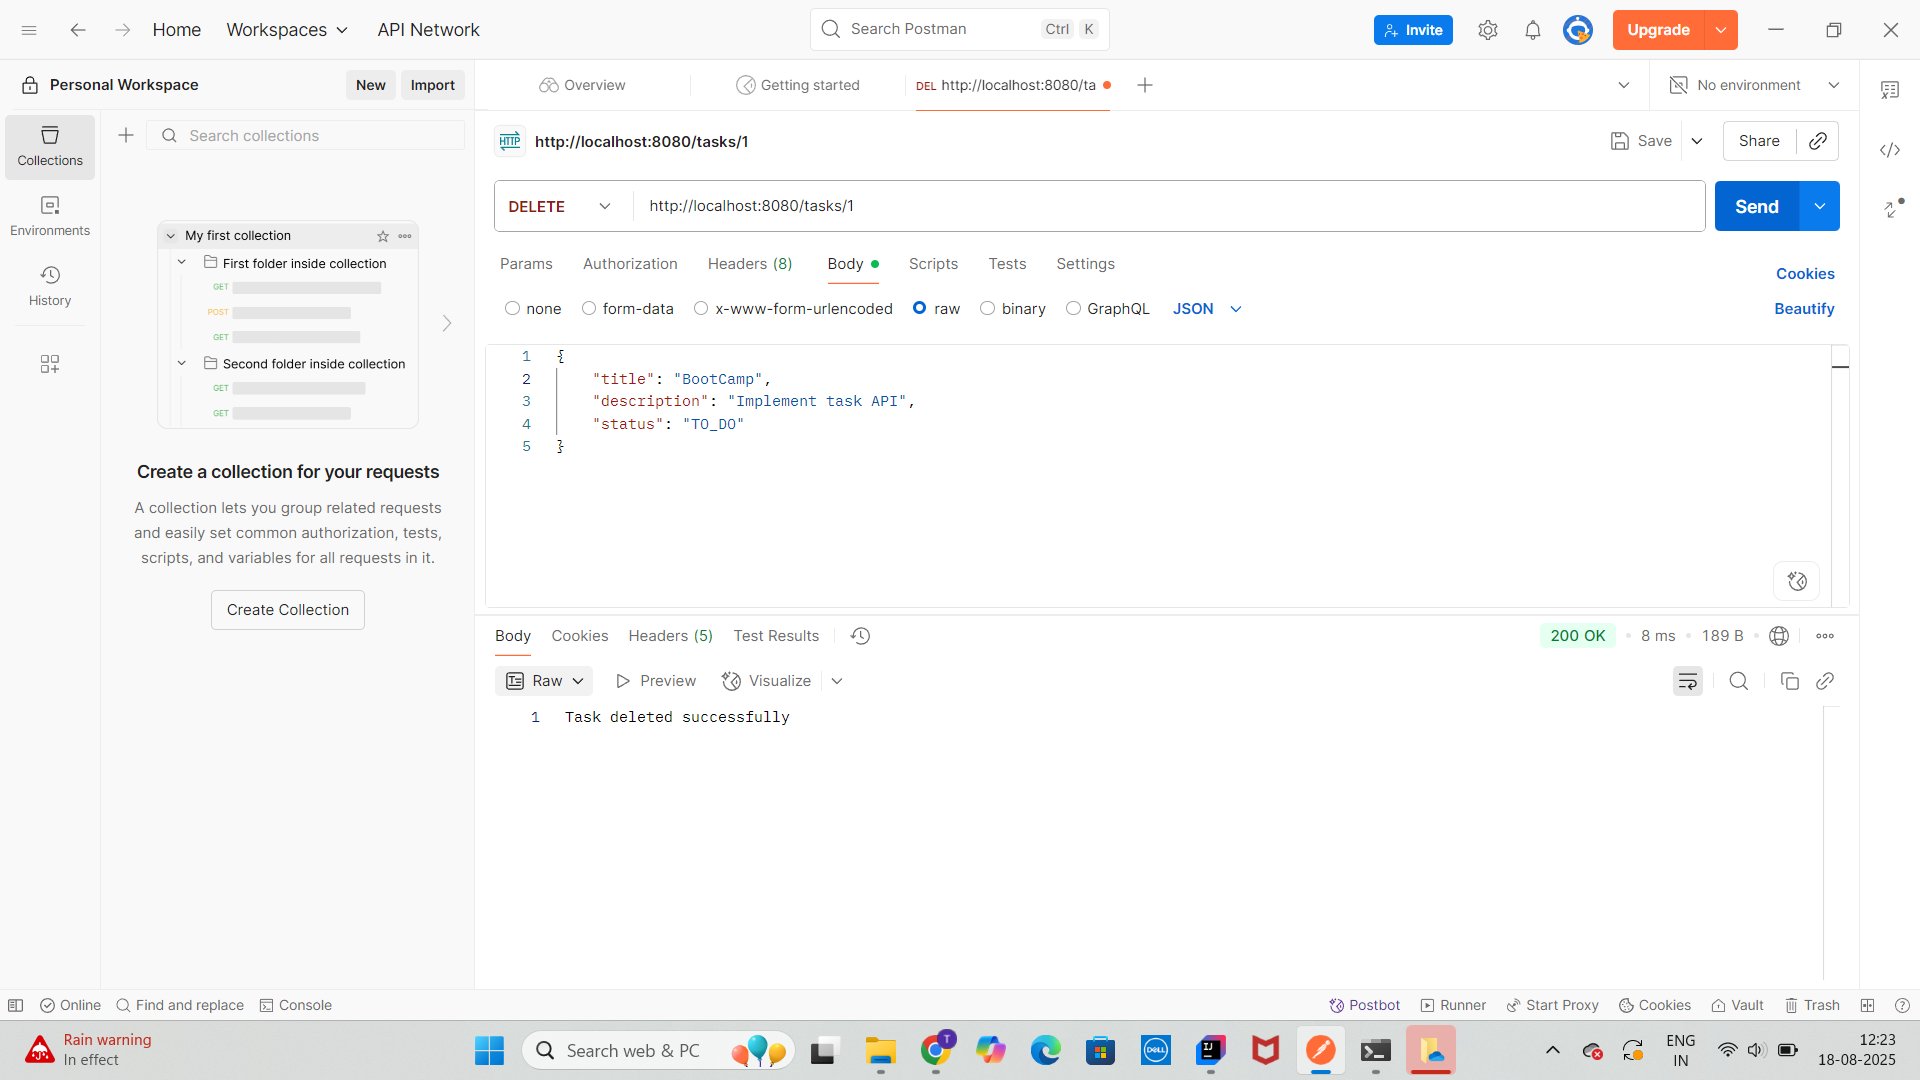 Home
Workspaces
API Network
Search Postman
Ctrl K
Invite
Upgrade
Personal Workspace
New
Import
Overview
Getting started
DEL http://localhost:8080/ta
No environment
Collections
Search collections
HTTP http://localhost:8080/tasks/1
Save
Share
Environments
History
DELETE
http://localhost:8080/tasks/1
Send
My first collection
First folder inside collection
GET
POST
GET
Second folder inside collection
GET
GET
Params
Authorization
Headers (8)
Body
Scripts
Tests
Settings
Cookies
none
form-data
x-www-form-urlencoded
raw
binary
GraphQL
JSON
Beautify
1 {
2 "title": "BootCamp",
3 "description": "Implement task API",
4 "status": "TO_DO"
5 }
Create a collection for your requests
A collection lets you group related requests
and easily set common authorization, tests,
scripts, and variables for all requests in it.
Create Collection
Body
Cookies
Headers (5)
Test Results
200 OK
8 ms
189 B
Raw
Preview
Visualize
1 Task deleted successfully
Online
Find and replace
Console
Postbot
Runner
Start Proxy
Cookies
Vault
Trash
Rain warning
In effect
Search web & PC
T
DELL
IJ
ENG
IN
12:23
18-08-2025